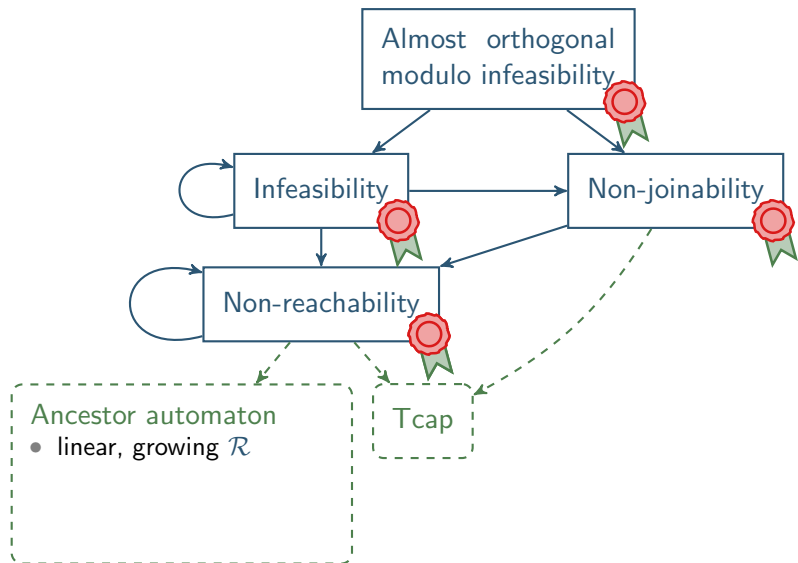 Almost orthogonal
modulo infeasibility
Infeasibility
Non-joinability
Non-reachability
Ancestor automaton
• linear, growing ℛ
Tcap